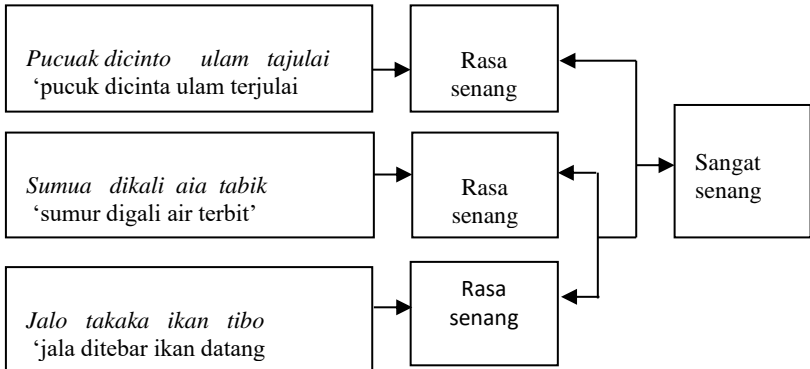 Pucuak dicinto ulam tajulai
‘pucuk dicinta ulam terjulai
Rasa
senang
Sumua dikali aia tabik
‘sumur digali air terbit’
Rasa
senang
Sangat
senang
Jalo takaka ikan tibo
‘jala ditebar ikan datang
Rasa
senang